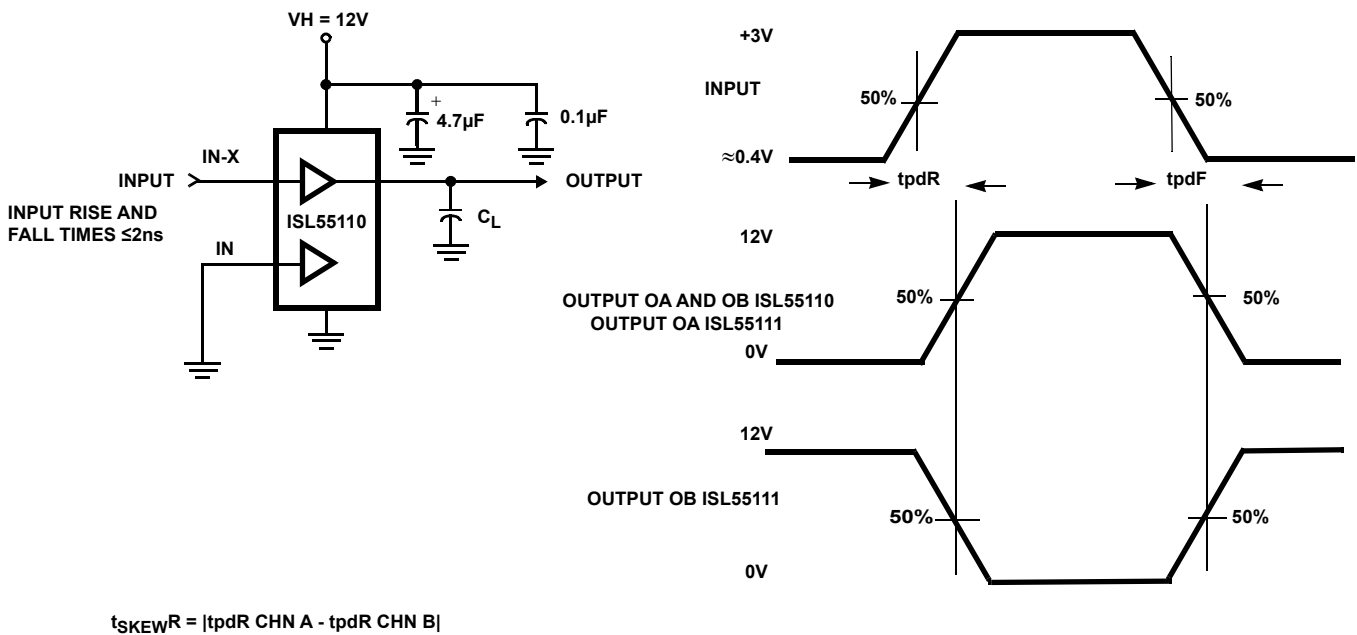 VH = 12V
+
4.7µF
0.1µF
IN-X
INPUT
OUTPUT
INPUT RISE AND
FALL TIMES ≤2ns
ISL55110
CL
IN
+3V
INPUT
50%
50%
≈0.4V
tpdR
tpdF
12V
OUTPUT OA AND OB ISL55110
OUTPUT OA ISL55111
50%
50%
0V
12V
OUTPUT OB ISL55111
50%
50%
0V
tSKEWR = |tpdR CHN A - tpdR CHN B|